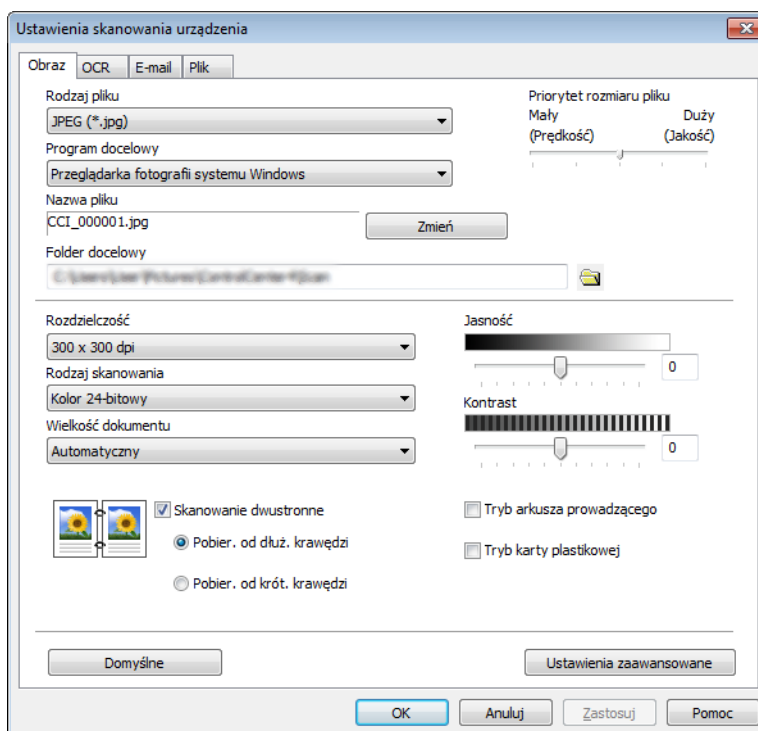 Ustawienia skanowania urządzenia
Obraz OCR E-mail Plik
Rodzaj pliku
JPEG (*.jpg)
Program docelowy
Przeglądarka fotografii systemu Windows
Nazwa pliku
CCI_000001.jpg
Zmień
Folder docelowy
Priorytet rozmiaru pliku
Mały Duży
(Prędkość) (Jakość)
Rozdzielczość
300 x 300 dpi
Rodzaj skanowania
Kolor 24-bitowy
Wielkość dokumentu
Automatyczny
Jasność
0
Kontrast
0
Skanowanie dwustronne
Pobier. od dłuż. krawędzi
Pobier. od krót. krawędzi
Tryb arkusza prowadzącego
Tryb karty plastikowej
Domyślne
Ustawienia zaawansowane
OK Anuluj Zastosuj Pomoc